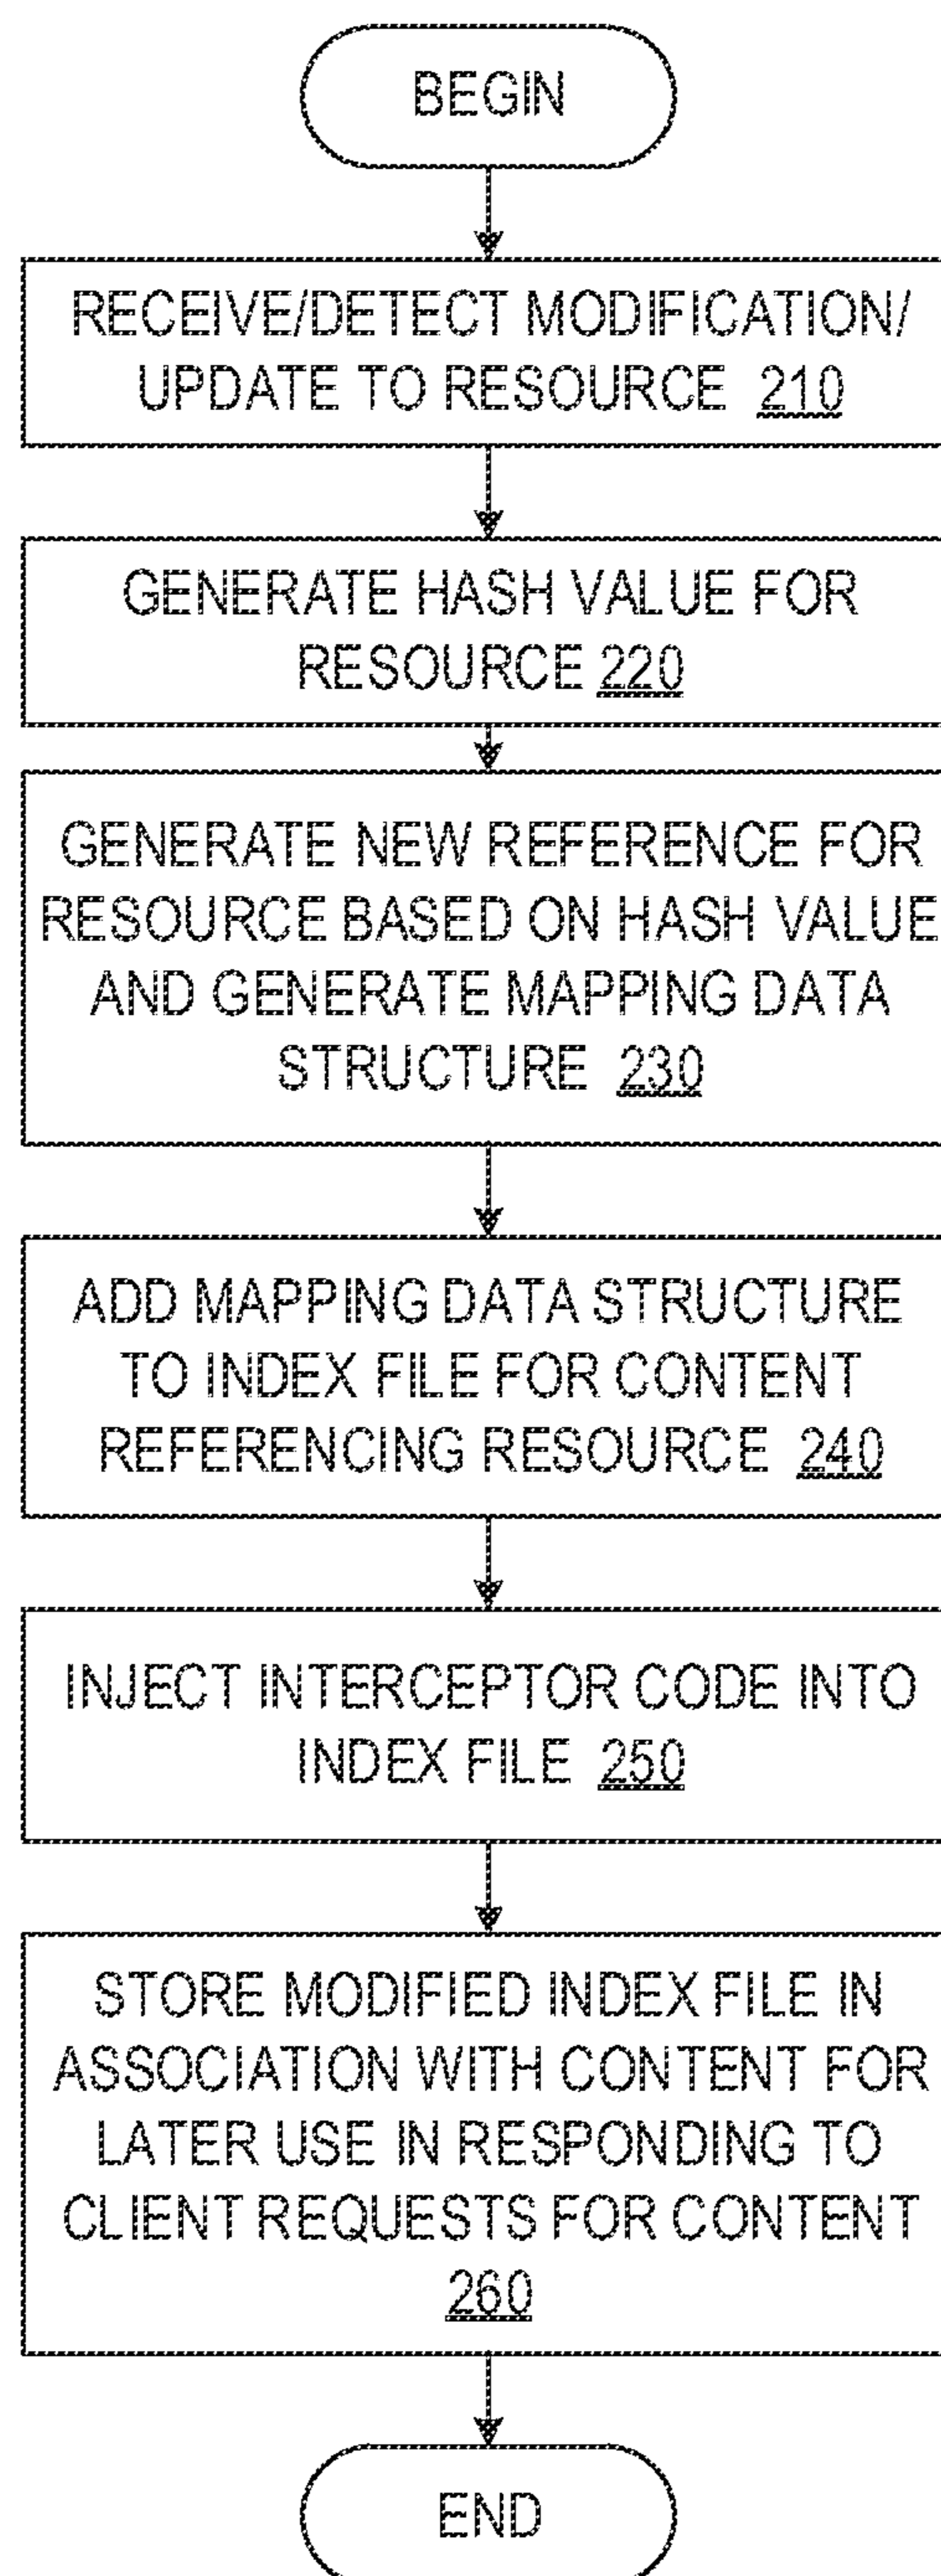 BEGIN
RECEIVE/DETECT MODIFICATION/
UPDATE TO RESOURCE 210
GENERATE HASH VALUE FOR
RESOURCE 220
GENERATE NEW REFERENCE FOR
RESOURCE BASED ON HASH VALUE
AND GENERATE MAPPING DATA
STRUCTURE 230
ADD MAPPING DATA STRUCTURE
TO INDEX FILE FOR CONTENT
REFERENCING RESOURCE 240
INJECT INTERCEPTOR CODE INTO
INDEX FILE 250
STORE MODIFIED INDEX FILE IN
ASSOCIATION WITH CONTENT FOR
LATER USE IN RESPONDING TO
CLIENT REQUESTS FOR CONTENT
260
END